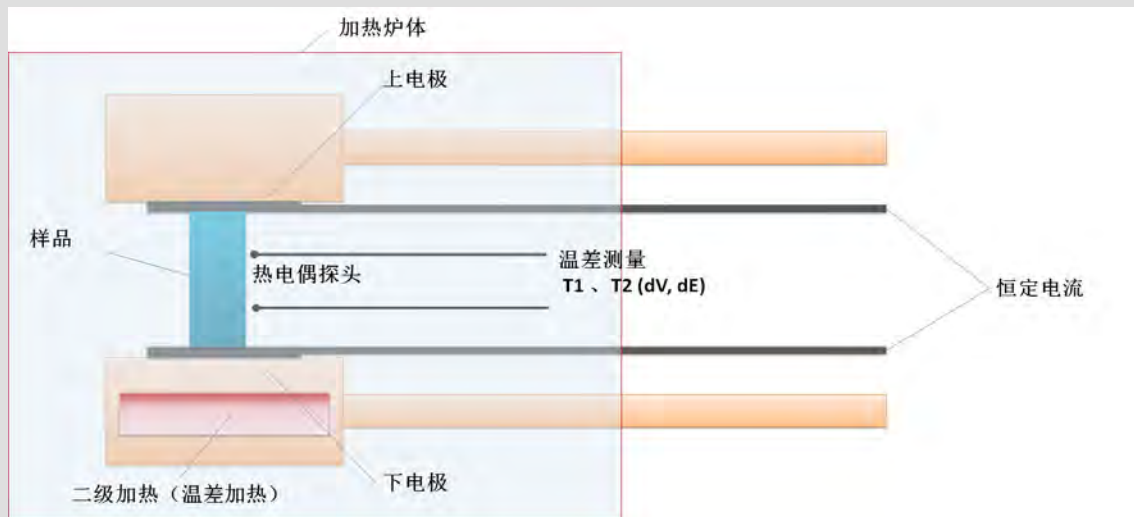 加热炉体
上电极
样品
热电偶探头
温差测量
T1 、 T2 (dV, dE)
恒定电流
下电极
二级加热（温差加热）